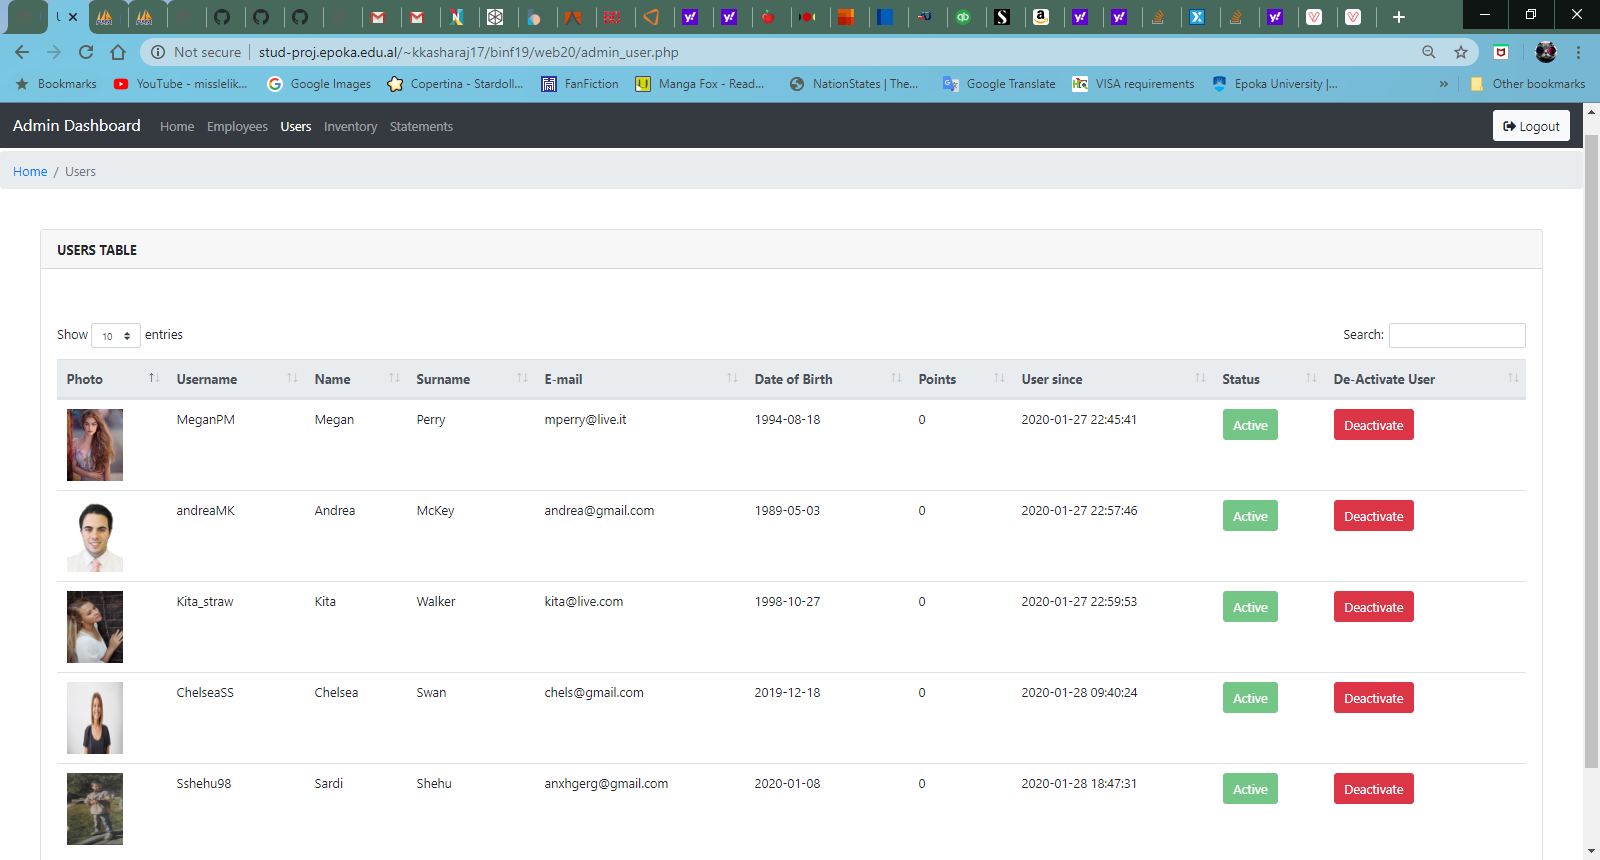 Not secure | stud-proj.epoka.edu.al/~kkasharaj17/binf19/web20/admin_user.php
Bookmarks YouTube - misslelik... Google Images Copertina - Stardoll... FanFiction Manga Fox - Read... NationStates | The... Google Translate VISA requirements Epoka University |... » Other bookmarks
Admin Dashboard Home Employees Users Inventory Statements Logout
Home / Users
USERS TABLE
Show 10 entries Search:
Photo Username Name Surname E-mail Date of Birth Points User since Status De-Activate User
MeganPM Megan Perry mperry@live.it 1994-08-18 0 2020-01-27 22:45:41 Active Deactivate
andreaMK Andrea McKey andrea@gmail.com 1989-05-03 0 2020-01-27 22:57:46 Active Deactivate
Kita_straw Kita Walker kita@live.com 1998-10-27 0 2020-01-27 22:59:53 Active Deactivate
ChelseaSS Chelsea Swan chels@gmail.com 2019-12-18 0 2020-01-28 09:40:24 Active Deactivate
Sshehu98 Sardi Shehu anxhgerg@gmail.com 2020-01-08 0 2020-01-28 18:47:31 Active Deactivate